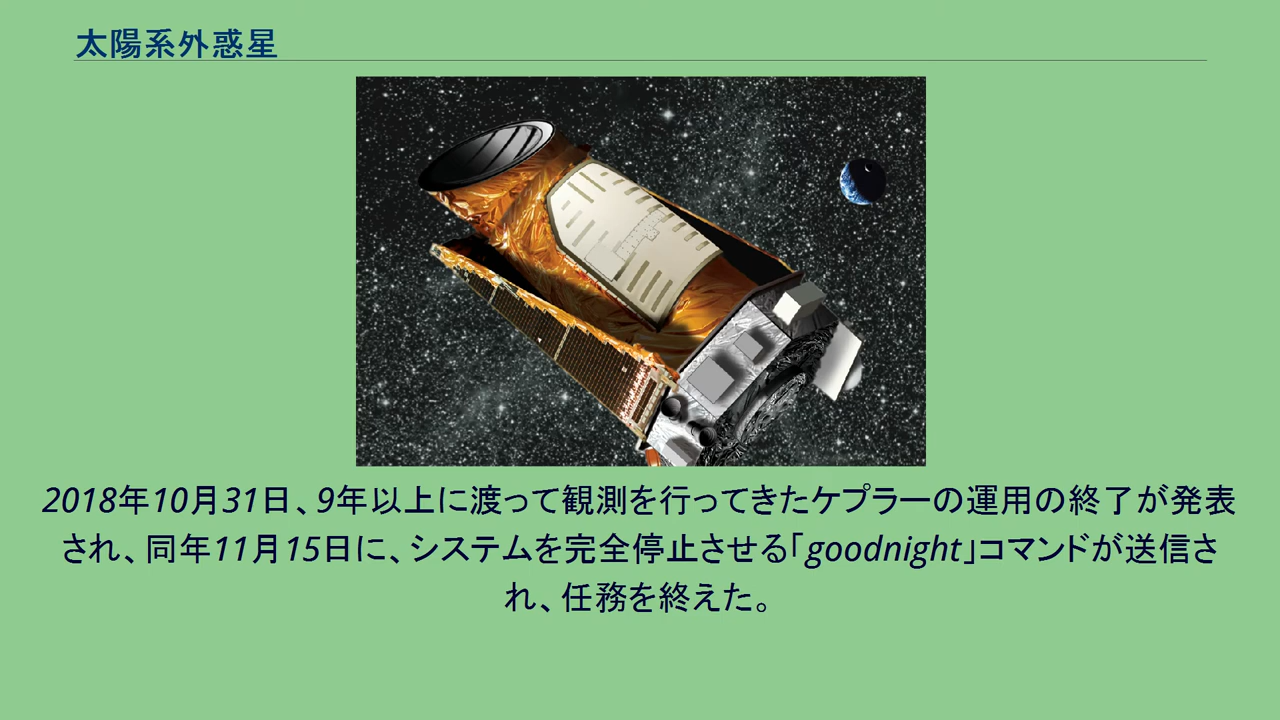 太陽系外惑星
2018年10月31日、9年以上に渡って観測を行ってきたケプラーの運用の終了が発表
され、同年11月15日に、システムを完全停止させる「goodnight」コマンドが送信さ
れ、任務を終えた。